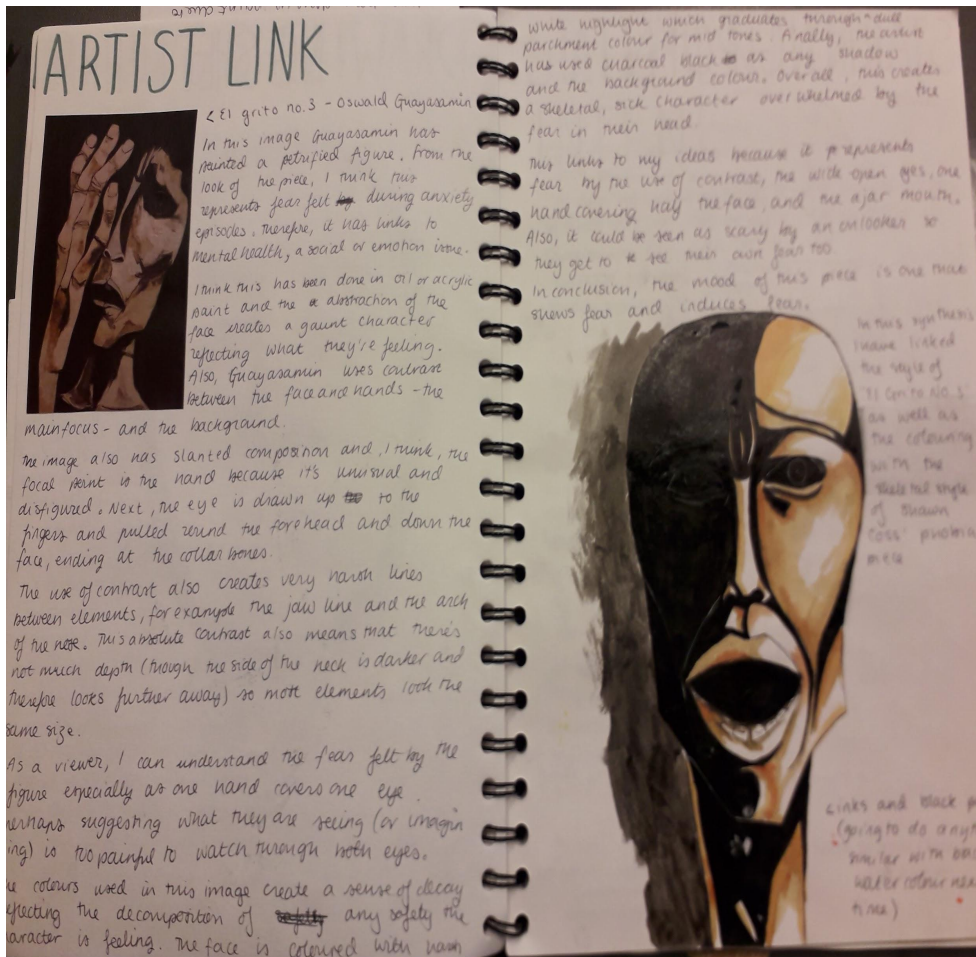 ARTIST LINK
< El grito no.3 - Oswald Guayasamin
In this image Guayasamin has
painted a petrified figure. From the
look of the piece, I think this
represents fear felt during anxiety
episodes, therefore, it has links to
mental health, a social or emotion issue.
I think this has been done in oil or acrylic
paint and the abstraction of the
face creates a gaunt character
reflecting what they're feeling.
Also, Guayasamin uses contrast
between the face and hands - the
main focus - and the background.
The image also has slanted composition and, I think, the
focal point is the hand because it's unusual and
disfigured. Next, the eye is drawn up to the
fingers and pulled round the forehead and down the
face, ending at the collar bones.
The use of contrast also creates very harsh lines
between elements, for example the jaw line and the arch
of the nose. This absolute contrast also means that there's
not much depth (though the side of the neck is darker and
therefore looks further away) so most elements look the
same size.
As a viewer, I can understand the fear felt by the
figure especially as one hand covers one eye
perhaps suggesting what they are seeing (or imagin
ing) is too painful to watch through both eyes.
colours used in this image create a sense of decay
reflecting the decomposition of any safety the
character is feeling. The face is coloured with
white highlight which graduates through dull
parchment colour for mid tones. Finally, the artist
has used charcoal black as any shadow
and the background colour. Overall, this creates
a skeletal, sick character overwhelmed by the
fear in their head.
This links to my ideas because it represents
fear by the use of contrast, the wide open eyes, one
hand covering half the face, and the ajar mouth.
Also, it could be seen as scary by an onlooker so
they get to see their own fear too.
In conclusion, the mood of this piece is one that
shows fear and induces fear.
In this synthesis
I have linked
the style of
'El Grito No.3'
as well as
the colouring
with the
skeletal style
of Shawn
Coss'
piece
Links and black
(going to do
similar with
water colour
time)